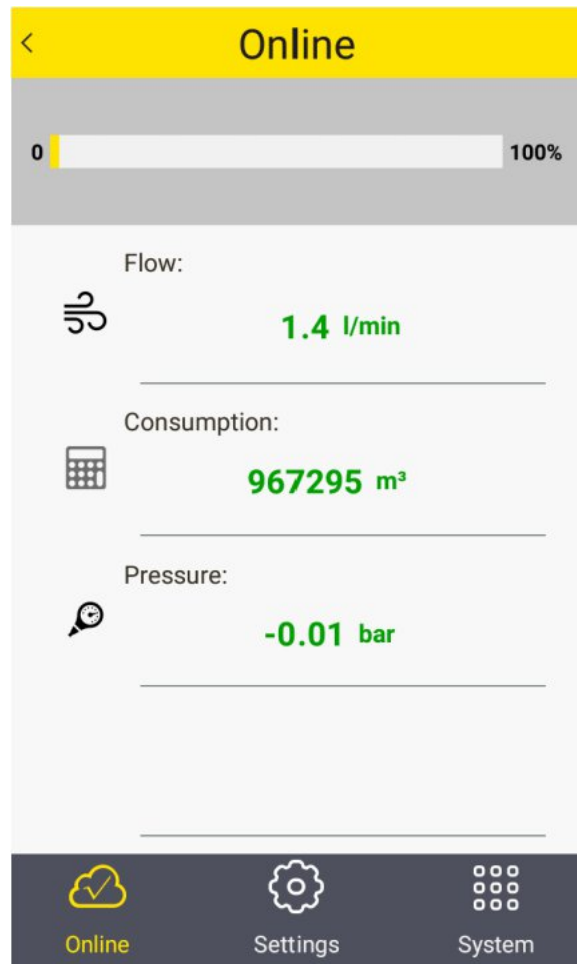 Online
0 100%
Flow:
1.4 l/min
Consumption:
967295 m³
Pressure:
-0.01 bar
Online Settings System